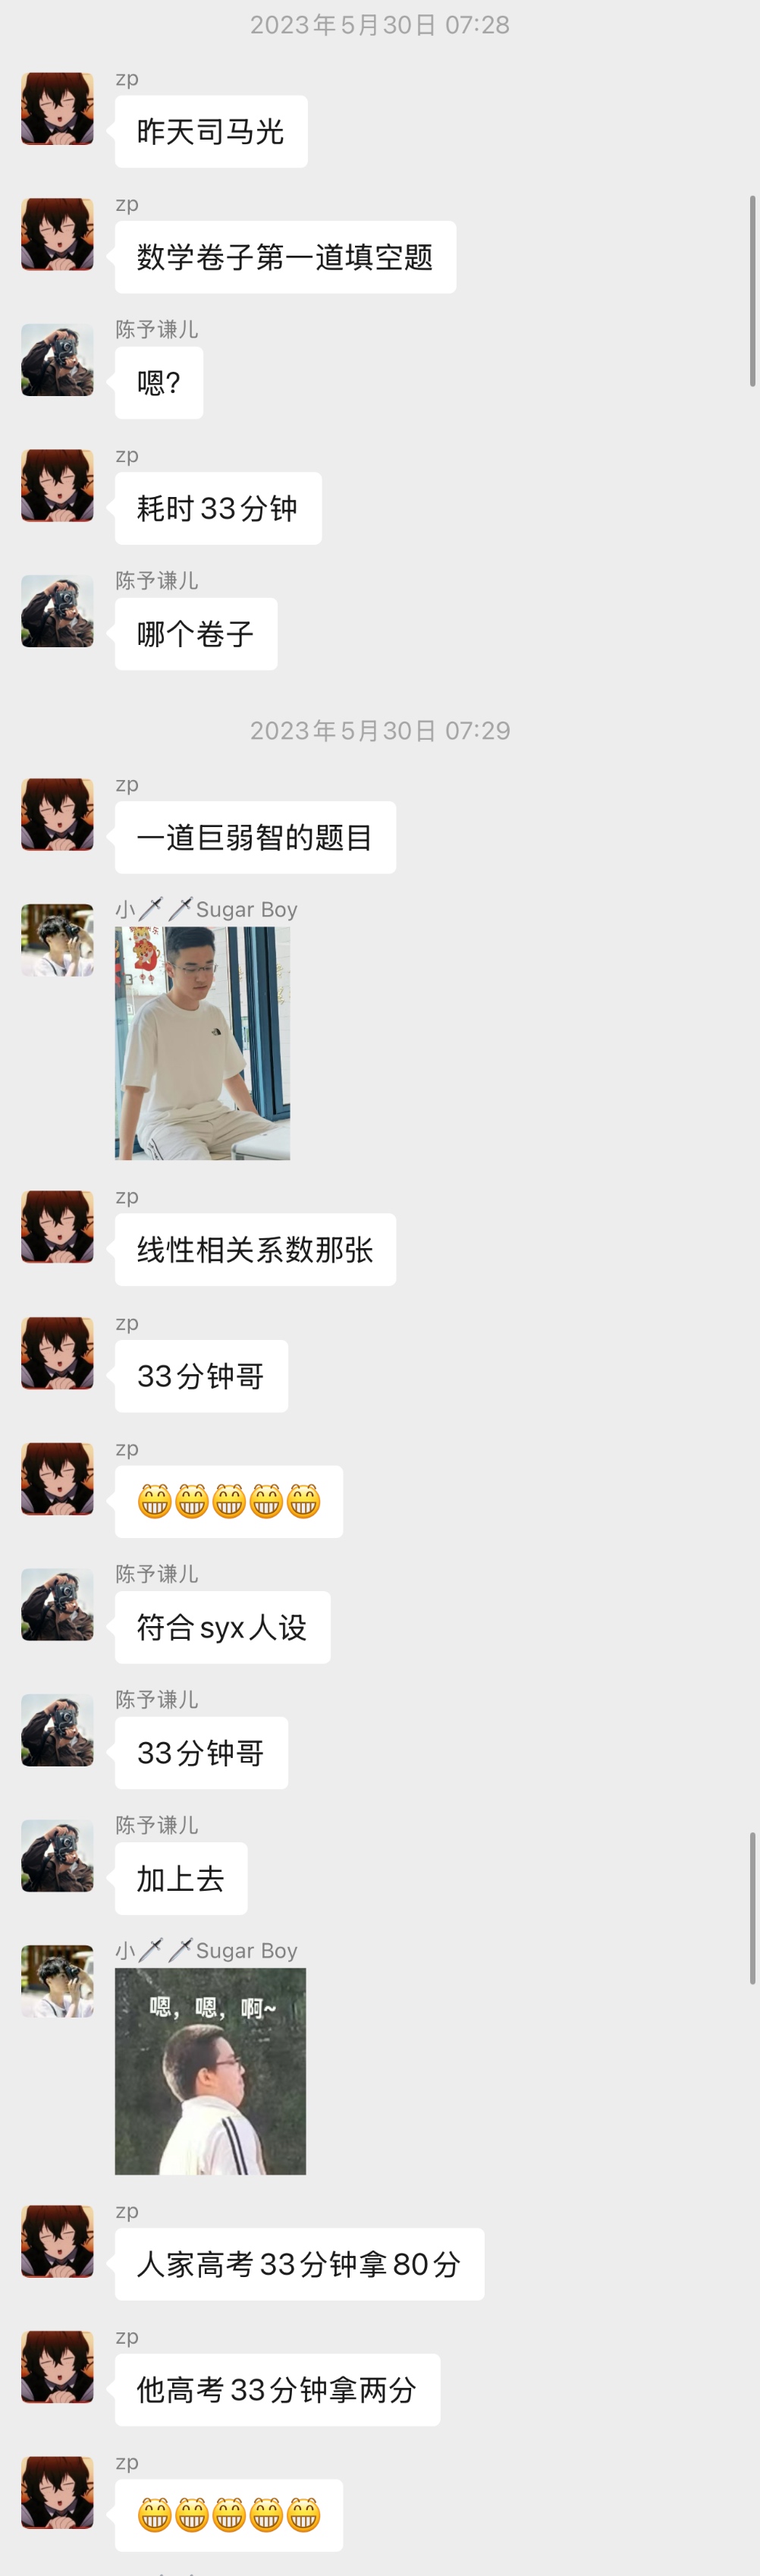 2023年5月30日 07:28
zp
昨天司马光
zp
数学卷子第一道填空题
陈予谦儿
嗯?
zp
耗时33分钟
陈予谦儿
哪个卷子
2023年5月30日 07:29
zp
一道巨弱智的题目
小🗡️🗡️Sugar Boy
zp
线性相关系数那张
zp
33分钟哥
zp
😁😁😁😁😁
陈予谦儿
符合syx人设
陈予谦儿
33分钟哥
陈予谦儿
加上去
小🗡️🗡️Sugar Boy
嗯，嗯，啊~
zp
人家高考33分钟拿80分
zp
他高考33分钟拿两分
zp
😁😁😁😁😁